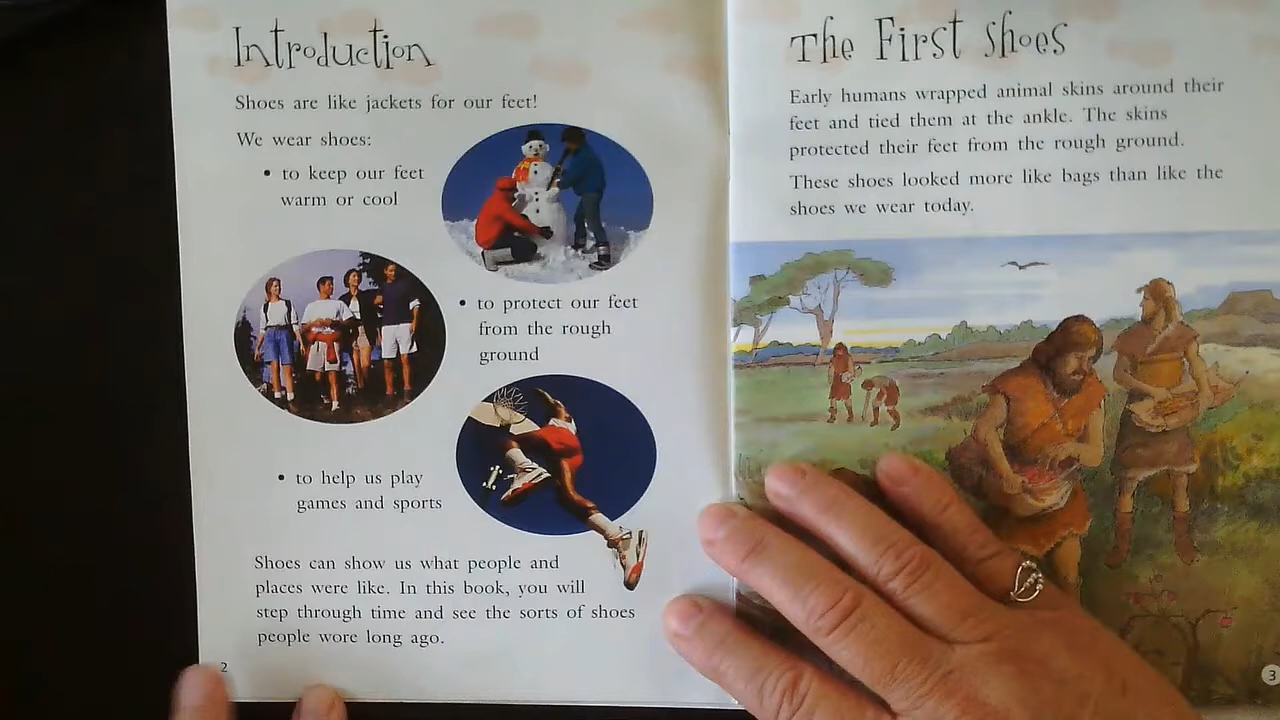 Introduction
Shoes are like jackets for our feet!
We wear shoes:
• to keep our feet
warm or cool
• to protect our feet
from the rough
ground
• to help us play
games and sports
Shoes can show us what people and
places were like. In this book, you will
step through time and see the sorts of shoes
people wore long ago.
2
The First Shoes
Early humans wrapped animal skins around their
feet and tied them at the ankle. The skins
protected their feet from the rough ground.
These shoes looked more like bags than like the
shoes we wear today.
3